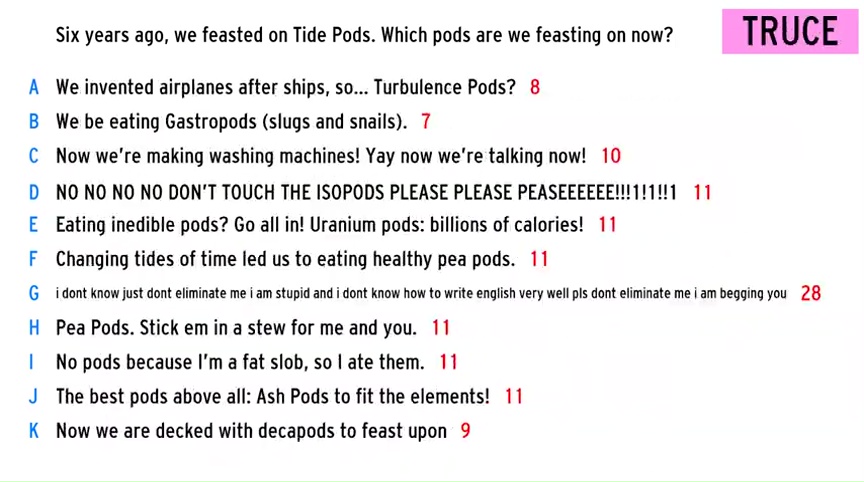 Six years ago, we feasted on Tide Pods. Which pods are we feasting on now?
TRUCE
A We invented airplanes after ships, so... Turbulence Pods? 8
B We be eating Gastropods (slugs and snails). 7
C Now we're making washing machines! Yay now we're talking now! 10
D NO NO NO NO DON'T TOUCH THE ISOPODS PLEASE PLEASE PEASEEEEEE!!!1!1!!1 11
E Eating inedible pods? Go all in! Uranium pods: billions of calories! 11
F Changing tides of time led us to eating healthy pea pods. 11
G i dont know just dont eliminate me i am stupid and i dont know how to write english very well pls dont eliminate me i am begging you 28
H Pea Pods. Stick em in a stew for me and you. 11
I No pods because I'm a fat slob, so I ate them. 11
J The best pods above all: Ash Pods to fit the elements! 11
K Now we are decked with decapods to feast upon 9